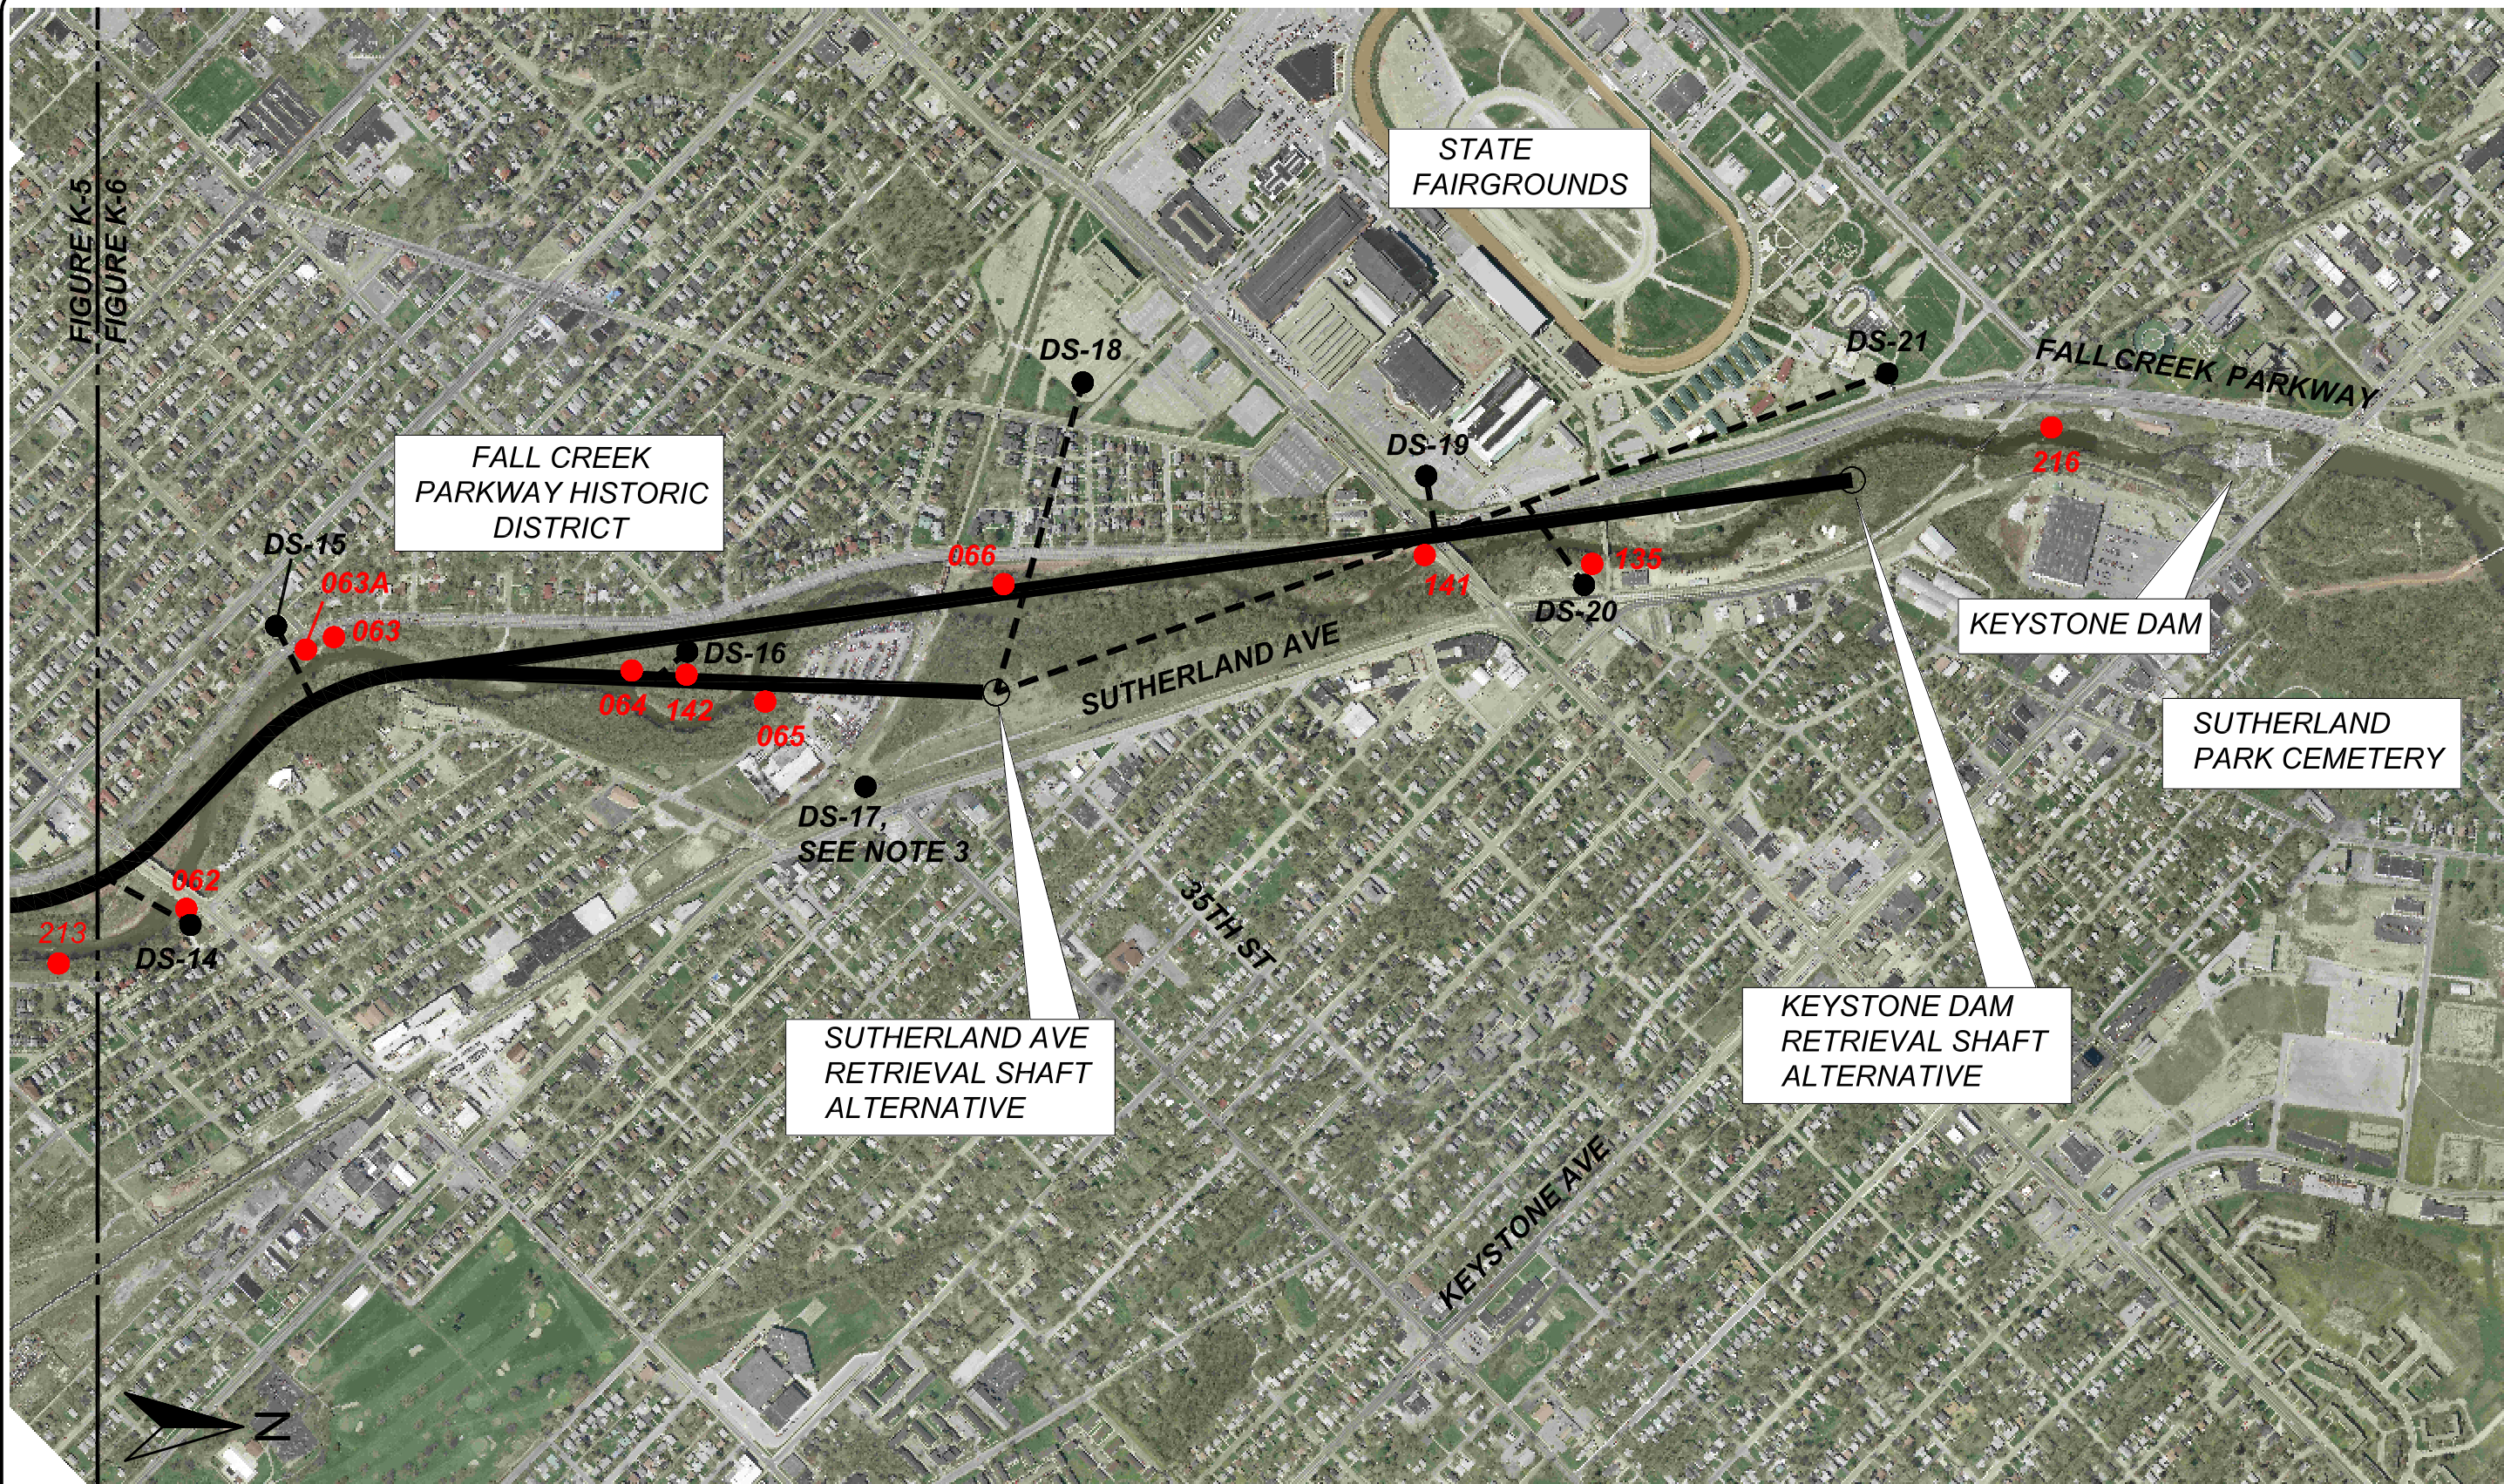 FIGURE K-5
FIGURE K-6
STATE
FAIRGROUNDS
DS-18
DS-21
FALLCREEK PARKWAY
DS-19
216
FALL CREEK
PARKWAY HISTORIC
DISTRICT
DS-15
063A
063
066
141
135
DS-20
KEYSTONE DAM
DS-16
064
142
065
SUTHERLAND AVE
SUTHERLAND
PARK CEMETERY
DS-17,
SEE NOTE 3
062
213
DS-14
35TH ST
SUTHERLAND AVE
RETRIEVAL SHAFT
ALTERNATIVE
KEYSTONE DAM
RETRIEVAL SHAFT
ALTERNATIVE
KEYSTONE AVE
N